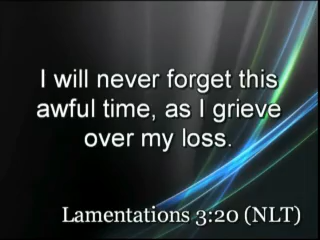 I will never forget this
awful time, as I grieve
over my loss.
Lamentations 3:20 (NLT)